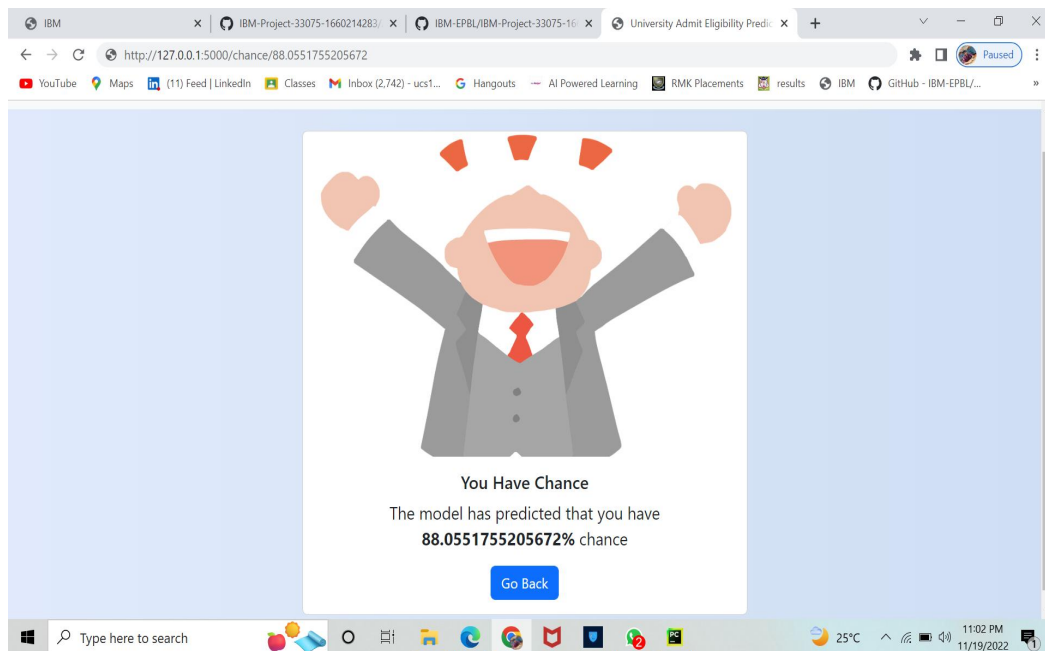 IBM
IBM-Project-33075-1660214283/
IBM-EPBL/IBM-Project-33075-16
University Admit Eligibility Predic
http://127.0.0.1:5000/chance/88.0551755205672
Paused
YouTube
Maps
(11) Feed | LinkedIn
Classes
Inbox (2,742) - ucs1...
Hangouts
AI Powered Learning
RMK Placements
results
IBM
GitHub - IBM-EPBL/...
»
You Have Chance
The model has predicted that you have
88.0551755205672% chance
Go Back
Type here to search
2
PC
25°C
11:02 PM
11/19/2022
1